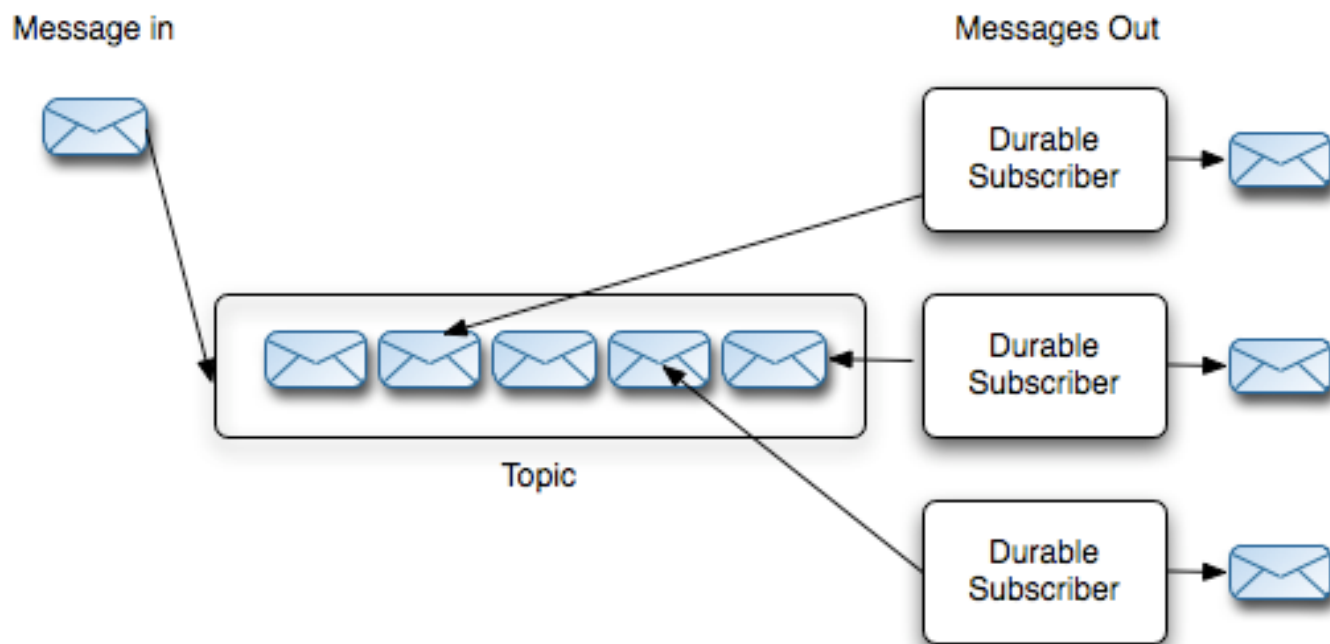 Message in
Messages Out
Durable
Subscriber
Durable
Subscriber
Topic
Durable
Subscriber